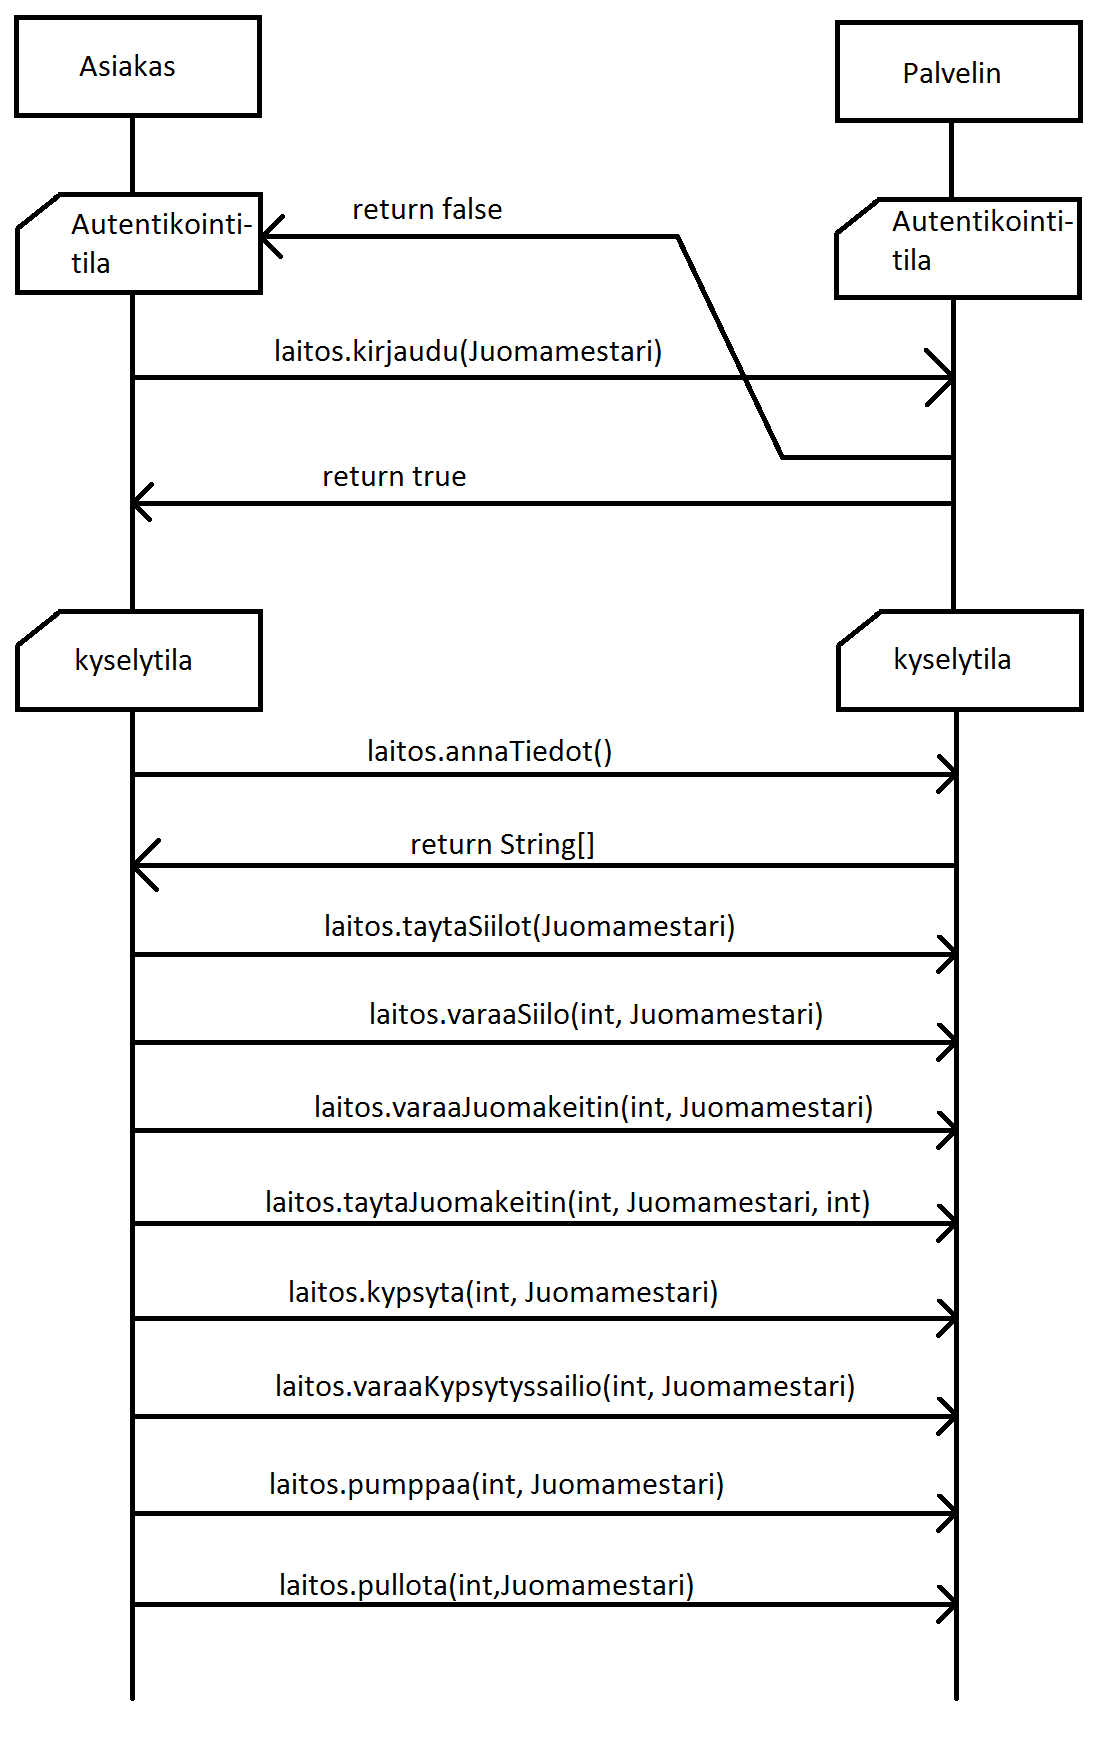 Asiakas
Palvelin
Autentikointi-
tila
return false
Autentikointi-
tila
laitos.kirjaudu(Juomamestari)
return true
kyselytila
kyselytila
laitos.annaTiedot()
return String[]
laitos.taytaSiilot(Juomamestari)
laitos.varaaSiilo(int, Juomamestari)
laitos.varaaJuomakeitin(int, Juomamestari)
laitos.taytaJuomakeitin(int, Juomamestari, int)
laitos.kypsyta(int, Juomamestari)
laitos.varaaKypsytyssailio(int, Juomamestari)
laitos.pumppaa(int, Juomamestari)
laitos.pullota(int,Juomamestari)